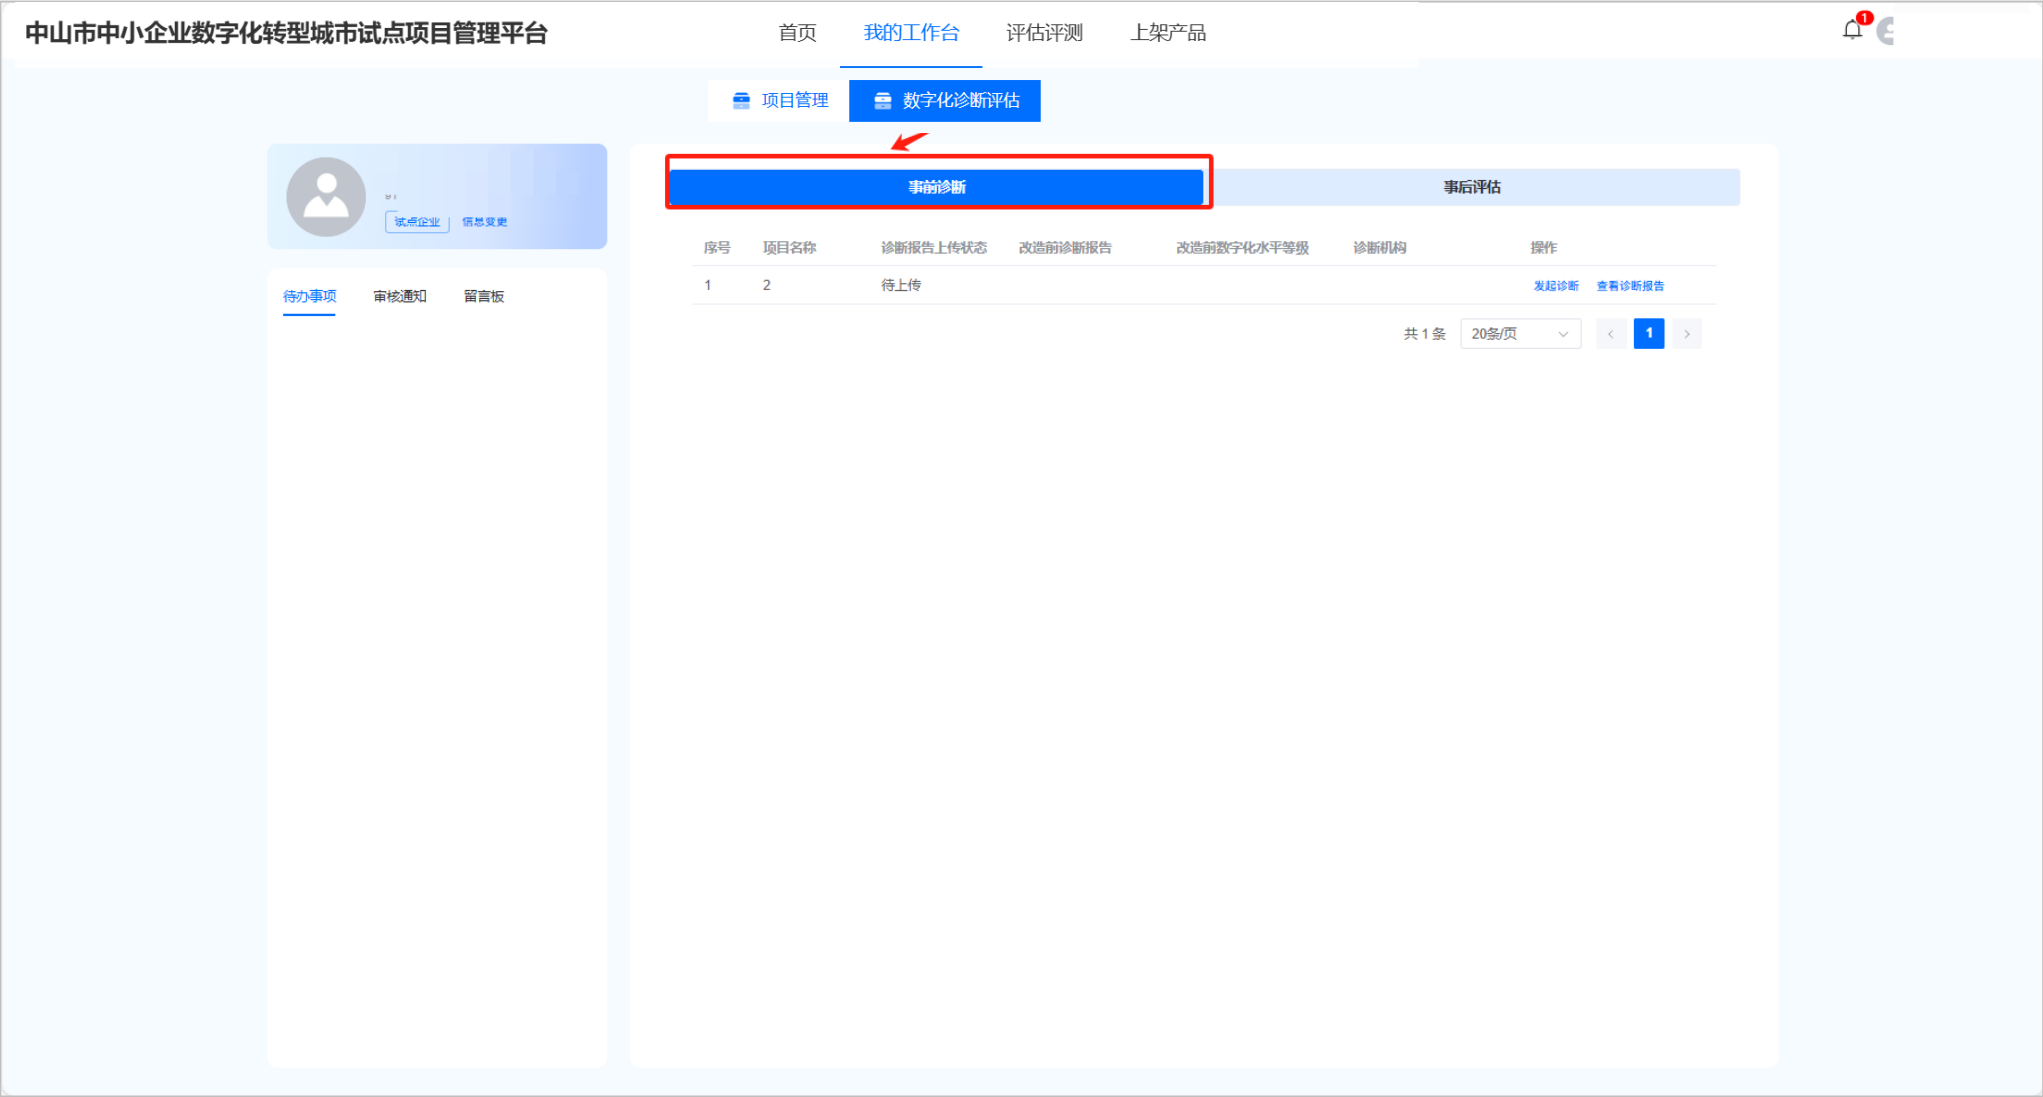 中山市中小企业数字化转型城市试点项目管理平台
首页 我的工作台 评估评测 上架产品
1
项目管理 数字化诊断评估
试点企业 信息变更
待办事项 审核通知 留言板
事前诊断 事后评估
序号 项目名称 诊断报告上传状态 改造前诊断报告 改造前数字化水平等级 诊断机构 操作
1 2 待上传 发起诊断 查看诊断报告
共 1 条 20条/页 1